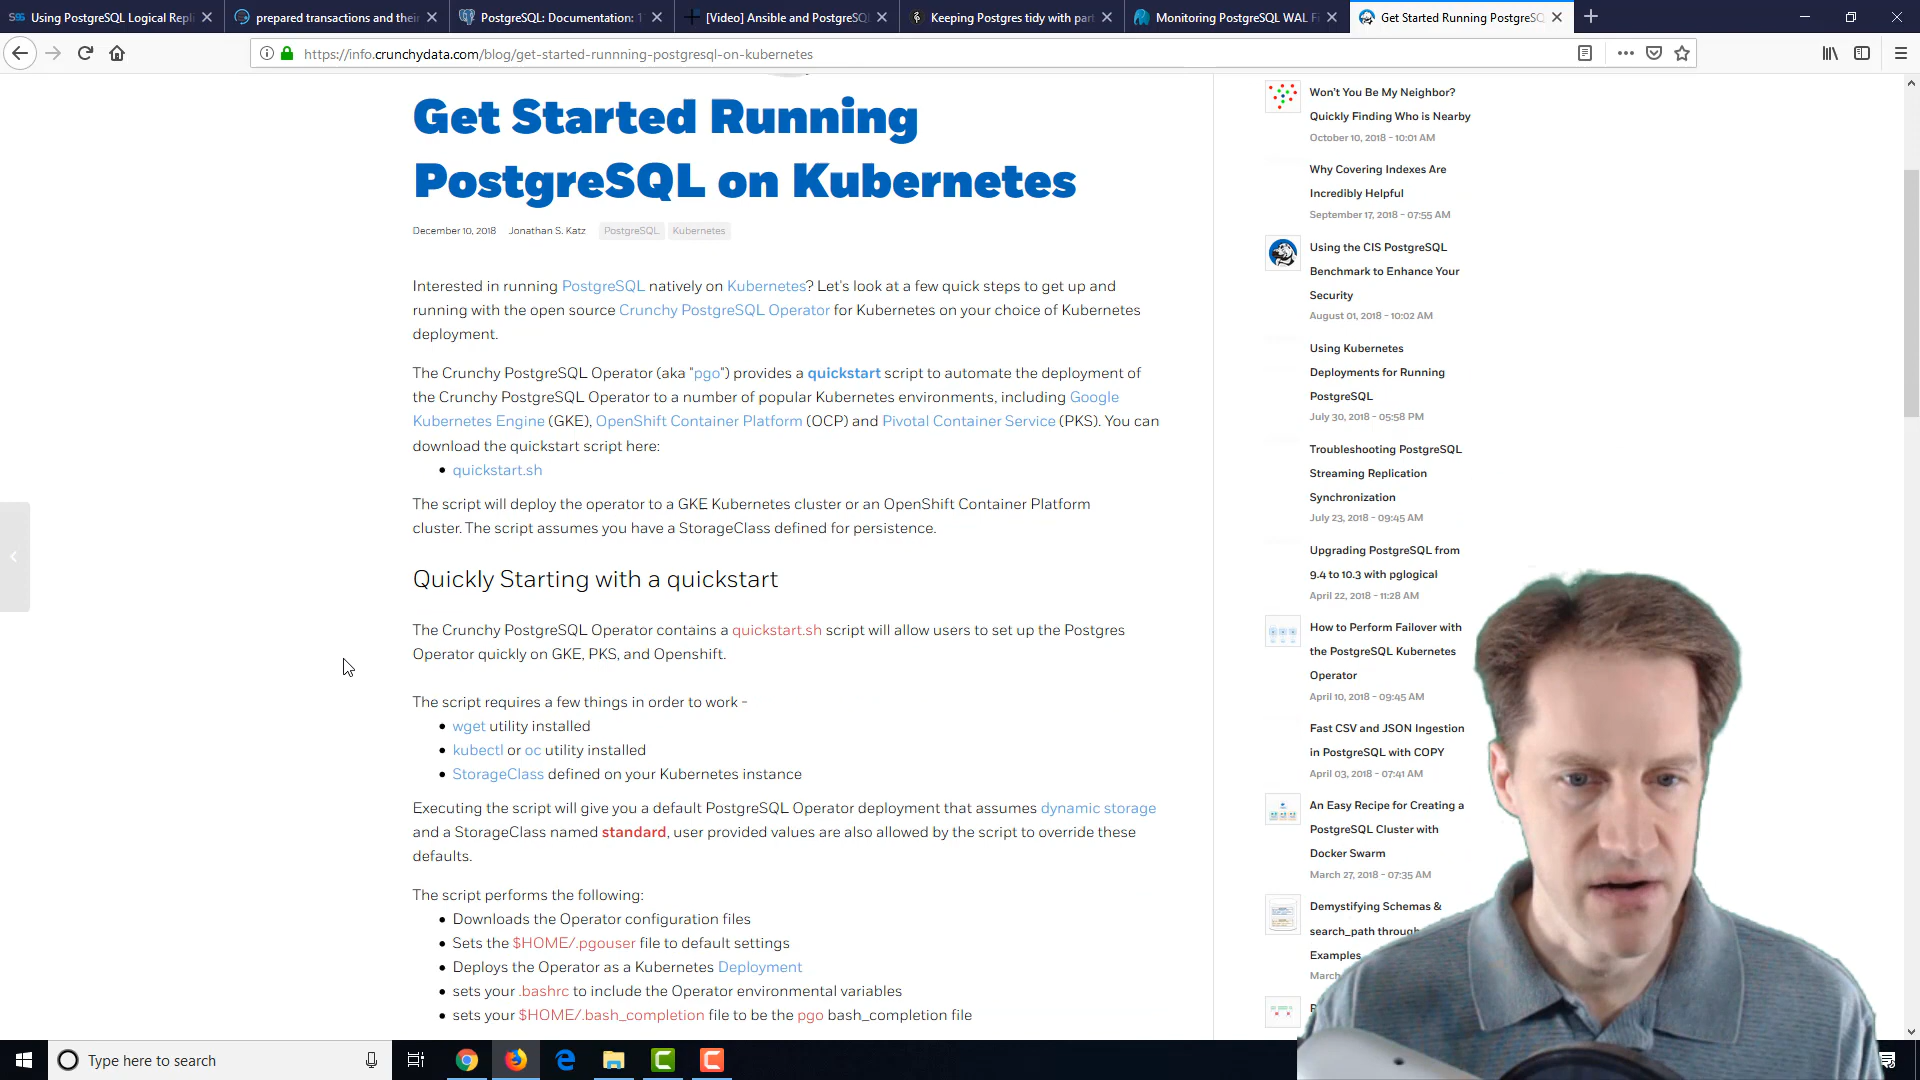 Using PostgreSQL Logical Repli
prepared transactions and their
PostgreSQL: Documentation: 1
[Video] Ansible and PostgreSQL
Keeping Postgres tidy with part
Monitoring PostgreSQL WAL Fi
Get Started Running PostgreSQ
https://info.crunchydata.com/blog/get-started-runnning-postgresql-on-kubernetes
Get Started Running
PostgreSQL on Kubernetes
December 10, 2018 Jonathan S. Katz PostgreSQL Kubernetes
Interested in running PostgreSQL natively on Kubernetes? Let's look at a few quick steps to get up and
running with the open source Crunchy PostgreSQL Operator for Kubernetes on your choice of Kubernetes
deployment.
The Crunchy PostgreSQL Operator (aka "pgo") provides a quickstart script to automate the deployment of
the Crunchy PostgreSQL Operator to a number of popular Kubernetes environments, including Google
Kubernetes Engine (GKE), OpenShift Container Platform (OCP) and Pivotal Container Service (PKS). You can
download the quickstart script here:
• quickstart.sh
The script will deploy the operator to a GKE Kubernetes cluster or an OpenShift Container Platform
cluster. The script assumes you have a StorageClass defined for persistence.
Quickly Starting with a quickstart
The Crunchy PostgreSQL Operator contains a quickstart.sh script will allow users to set up the Postgres
Operator quickly on GKE, PKS, and Openshift.
The script requires a few things in order to work -
• wget utility installed
• kubectl or oc utility installed
• StorageClass defined on your Kubernetes instance
Executing the script will give you a default PostgreSQL Operator deployment that assumes dynamic storage
and a StorageClass named standard, user provided values are also allowed by the script to override these
defaults.
The script performs the following:
• Downloads the Operator configuration files
• Sets the $HOME/.pgouser file to default settings
• Deploys the Operator as a Kubernetes Deployment
• sets your .bashrc to include the Operator environmental variables
• sets your $HOME/.bash_completion file to be the pgo bash_completion file
Won't You Be My Neighbor?
Quickly Finding Who is Nearby
October 10, 2018 - 10:01 AM
Why Covering Indexes Are
Incredibly Helpful
September 17, 2018 - 07:55 AM
Using the CIS PostgreSQL
Benchmark to Enhance Your
Security
August 01, 2018 - 10:02 AM
Using Kubernetes
Deployments for Running
PostgreSQL
July 30, 2018 - 05:58 PM
Troubleshooting PostgreSQL
Streaming Replication
Synchronization
July 23, 2018 - 09:45 AM
Upgrading PostgreSQL from
9.4 to 10.3 with pglogical
April 22, 2018 - 11:28 AM
How to Perform Failover with
the PostgreSQL Kubernetes
Operator
April 10, 2018 - 09:45 AM
Fast CSV and JSON Ingestion
in PostgreSQL with COPY
April 03, 2018 - 07:41 AM
An Easy Recipe for Creating a
PostgreSQL Cluster with
Docker Swarm
March 27, 2018 - 07:35 AM
Demystifying Schemas &
search_path throug
Examples
March
Type here to search